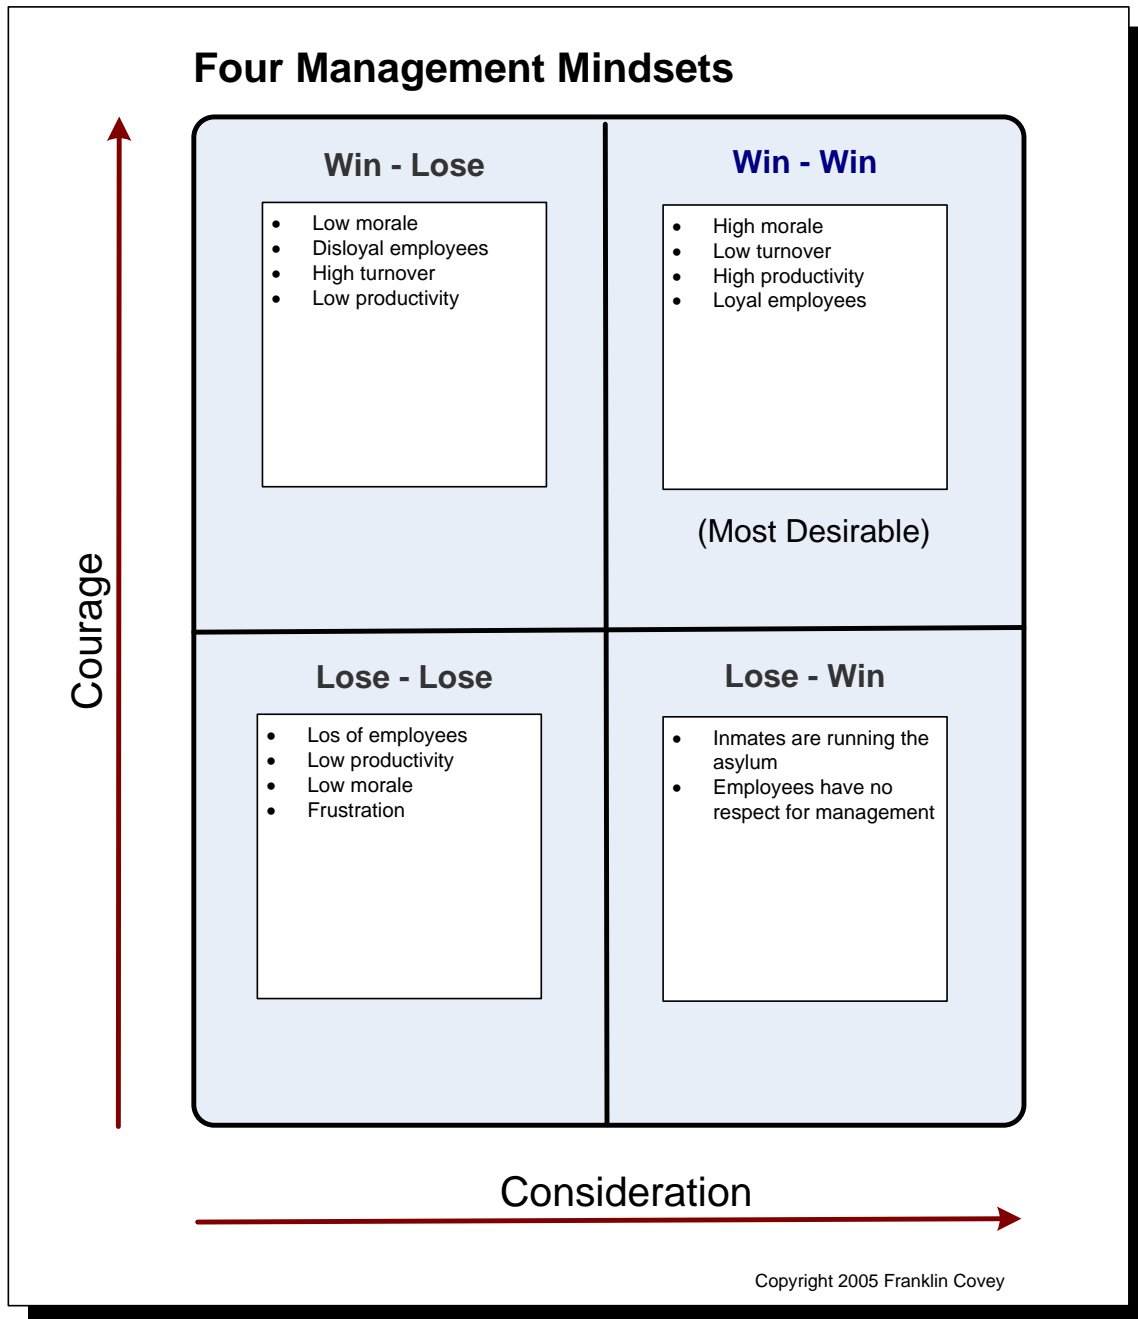 Four Management Mindsets
Win - Lose
• Low morale
• Disloyal employees
• High turnover
• Low productivity
Win - Win
• High morale
• Low turnover
• High productivity
• Loyal employees
(Most Desirable)
Courage
Lose - Lose
• Los of employees
• Low productivity
• Low morale
• Frustration
Lose - Win
• Inmates are running the
asylum
• Employees have no
respect for management
Consideration
Copyright 2005 Franklin Covey